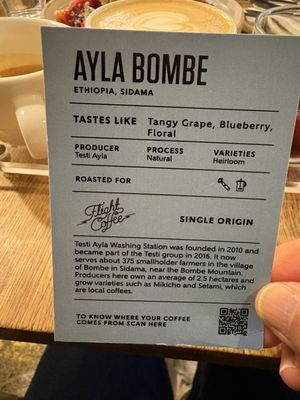 AYLA BOMBE
ETHIOPIA, SIDAMA
TASTES LIKE Tangy Grape, Blueberry,
Floral
PRODUCER PROCESS VARIETIES
Testi Ayla Natural Heirloom
ROASTED FOR
Flight
Coffee
SINGLE ORIGIN
Testi Ayla Washing Station was founded in 2010 and
became part of the Testi group in 2016. It now
serves about 375 smallholder farmers in the village
of Bombe in Sidama, near the Bombe Mountain.
Producers here own an average of 2.5 hectares and
grow varieties such as Mikicho and Setami, which
are local coffees.
TO KNOW WHERE YOUR COFFEE
COMES FROM SCAN HERE